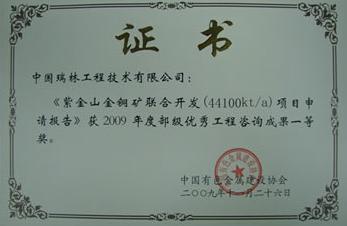 证书
中国瑞林工程技术有限公司：
《紫金山金铜矿联合开发(44100kt/a)项目申
请报告》获2009年度部级优秀工程咨询成果一等
奖。
中国有色金属建设协会
二〇〇九年十一月二十六日